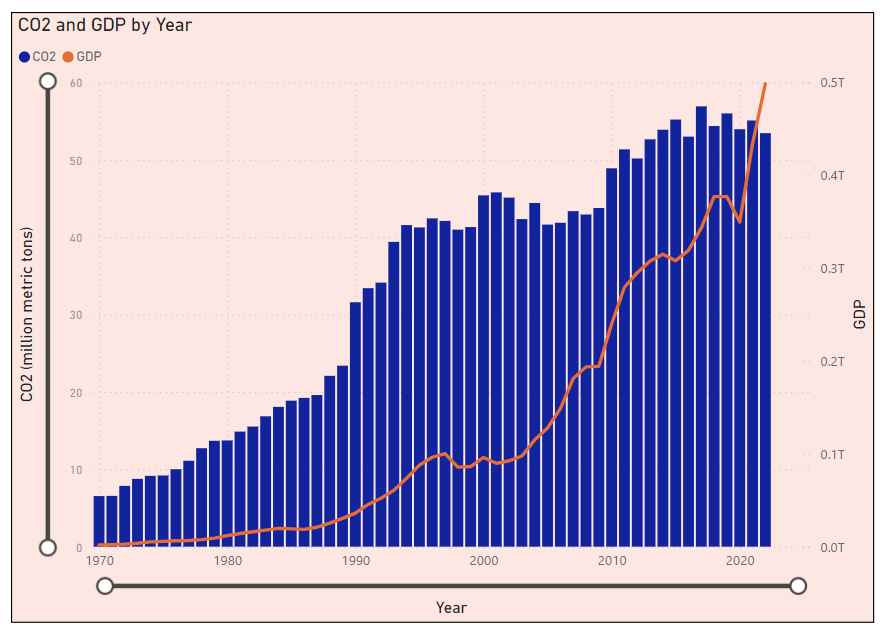 CO2 and GDP by Year
CO2 GDP
60
50
40
30
20
10
0
CO2 (million metric tons)
0.5T
0.4T
0.3T
0.2T
0.1T
0.0T
GDP
1970 1980 1990 2000 2010 2020
Year